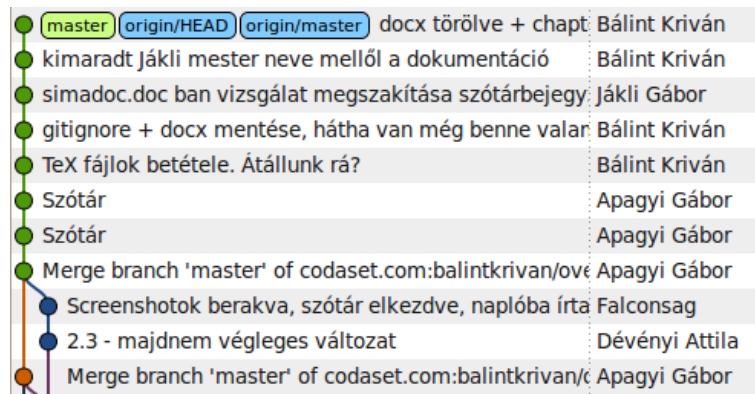 master origin/HEAD origin/master docx törölve + chapt Bálint Kriván
kimaradt Jákli mester neve mellől a dokumentáció Bálint Kriván
simadoc.doc ban vizsgálat megszakítása szótárbejegy Jákli Gábor
gitignore + docx mentése, hátha van még benne Bálint Kriván
TeX fájlok betétele. Átállunk rá? Bálint Kriván
Szótár Apagyi Gábor
Szótár Apagyi Gábor
Merge branch 'master' of codaset.com:balintkrivan/ove Apagyi Gábor
Screenshotok berakva, szótár elkezdve, naplóba írta Falconsag
2.3 - majdnem végleges változat Dévényi Attila
Merge branch 'master' of codaset.com:balintkrivan/ Apagyi Gábor